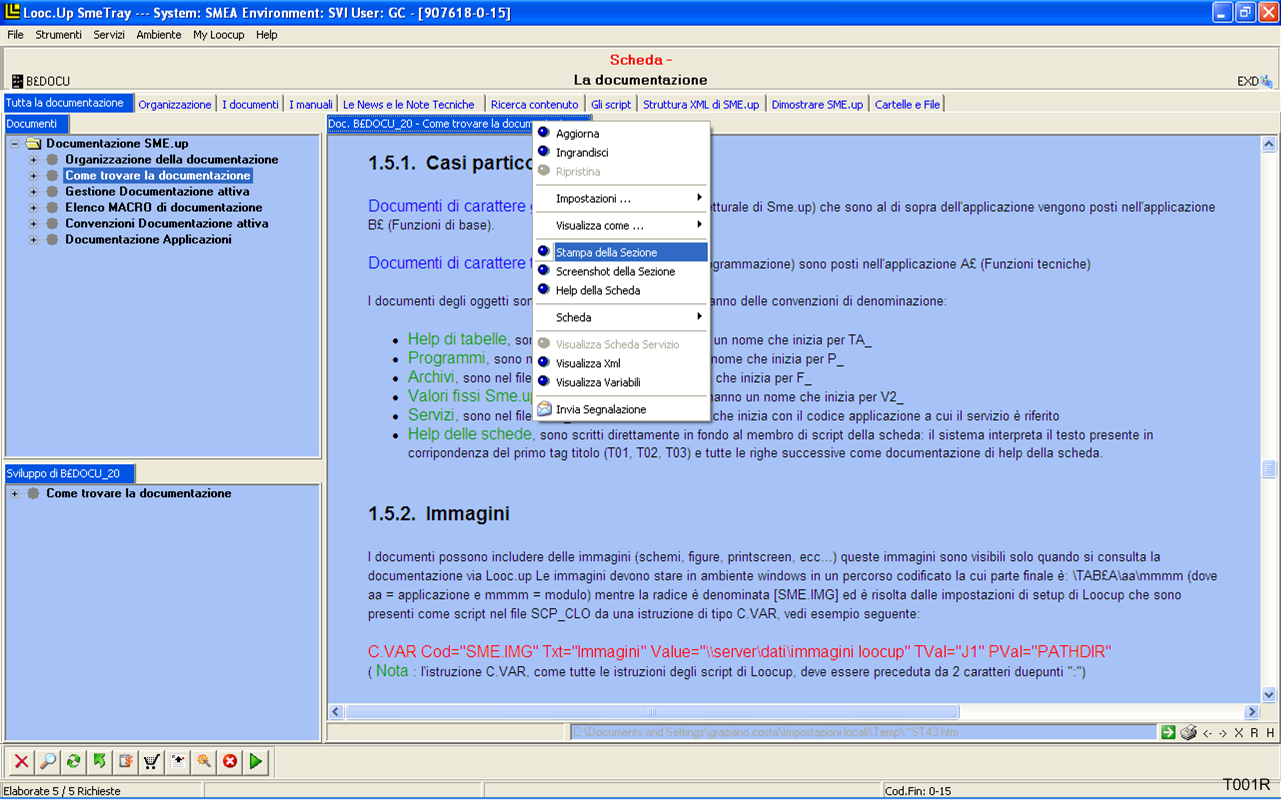 Looc.Up SmeTray --- System: SMEA Environment: SVI User: GC - [907618-0-15]
File Strumenti Servizi Ambiente My Loocup Help
Scheda -
B£DOCU La documentazione EXD
Tutta la documentazione Organizzazione I documenti I manuali Le News e le Note Tecniche Ricerca contenuto Gli script Struttura XML di SME.up Dimostrare SME.up Cartelle e File
Documenti
Documentazione SME.up
Organizzazione della documentazione
Come trovare la documentazione
Gestione Documentazione attiva
Elenco MACRO di documentazione
Convenzioni Documentazione attiva
Documentazione Applicazioni
Sviluppo di B£DOCU_20
Come trovare la documentazione
Doc. B£DOCU_20 - Come trovare la
1.5.1. Casi
Documenti di carattere etturale di Sme.up) che sono al di sopra dell'applicazione vengono posti nell'applicazione
B£ (Funzioni di base).
Documenti di carattere grammazione) sono posti nell'applicazione A£ (Funzioni tecniche)
I documenti degli oggetti anno delle convenzioni di denominazione:
• Help di tabelle, un nome che inizia per TA_
• Programmi, sono nome che inizia per P_
• Archivi, sono nel file che inizia per F_
• Valori fissi hanno un nome che inizia per V2_
• Servizi, sono nel file che inizia con il codice applicazione a cui il servizio è riferito
• Help delle schede, sono scritti direttamente in fondo al membro di script della scheda: il sistema interpreta il testo presente in
corripondenza del primo tag titolo (T01, T02, T03) e tutte le righe successive come documentazione di help della scheda.
1.5.2. Immagini
I documenti possono includere delle immagini (schemi, figure, printscreen, ecc...) queste immagini sono visibili solo quando si consulta la
documentazione via Looc.up Le immagini devono stare in ambiente windows in un percorso codificato la cui parte finale è: \TAB£A\aa\mmmm (dove
aa = applicazione e mmmm = modulo) mentre la radice è denominata [SME.IMG] ed è risolta dalle impostazioni di setup di Loocup che sono
presenti come script nel file SCP_CLO da una istruzione di tipo C.VAR, vedi esempio seguente:
C.VAR Cod="SME.IMG" Txt="Immagini" Value="\\server\dati\immagini loocup" TVal="J1" PVal="PATHDIR"
( Nota : l'istruzione C.VAR, come tutte le istruzioni degli script di Loocup, deve essere preceduta da 2 caratteri duepunti ":")
Aggiorna
Ingrandisci
Ripristina
Impostazioni ...
Visualizza come ...
Stampa della Sezione
Screenshot della Sezione
Help della Scheda
Scheda
Visualizza Scheda Servizio
Visualizza Xml
Visualizza Variabili
Invia Segnalazione
C:\Documents and Settings\graziano.costa\Impostazioni locali\Temp\~ST43.htm <- -> X R H
Elaborate 5 / 5 Richieste Cod.Fin: 0-15 T001R